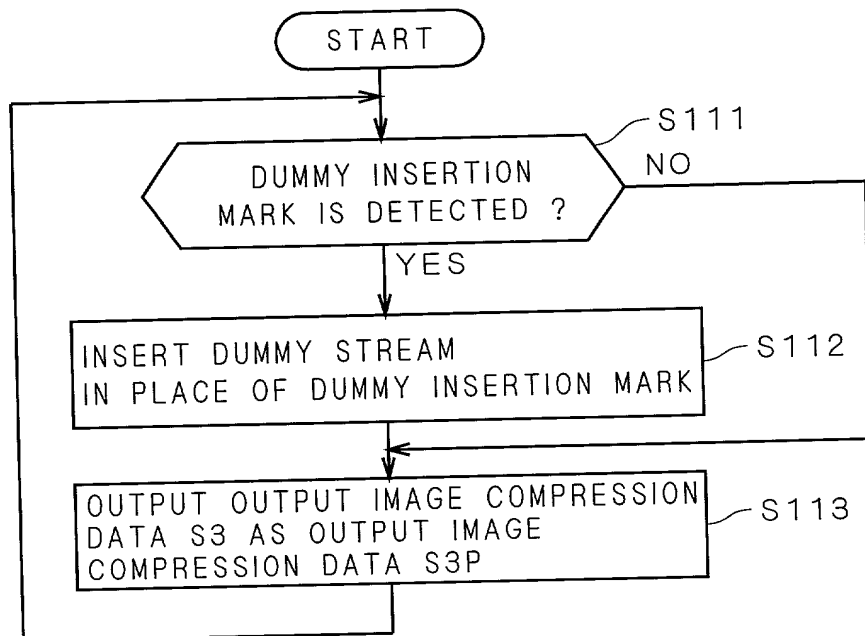 START
S111
DUMMY INSERTION
MARK IS DETECTED ?
NO
YES
INSERT DUMMY STREAM
IN PLACE OF DUMMY INSERTION MARK
S112
OUTPUT OUTPUT IMAGE COMPRESSION
DATA S3 AS OUTPUT IMAGE
COMPRESSION DATA S3P
S113